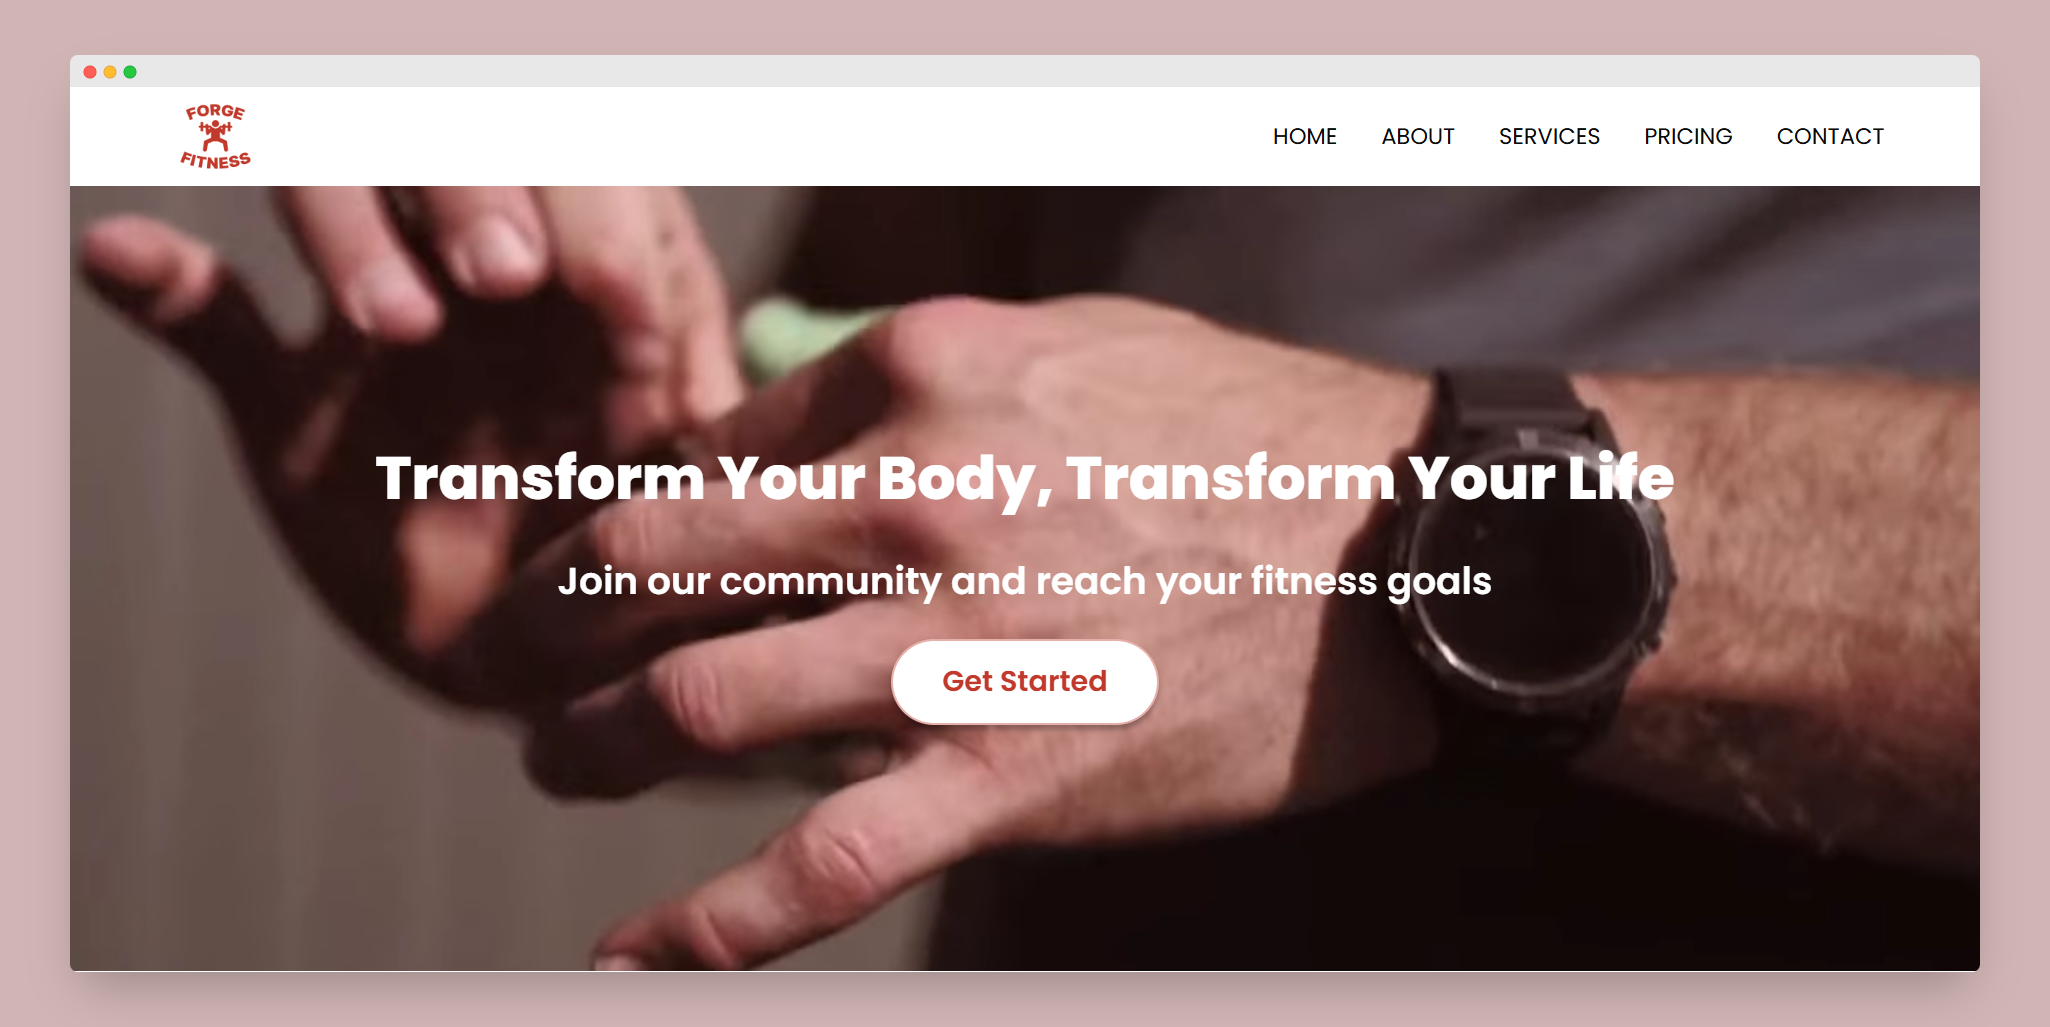 FORGE
FITNESS
HOME ABOUT SERVICES PRICING CONTACT
Transform Your Body, Transform Your Life
Join our community and reach your fitness goals
Get Started